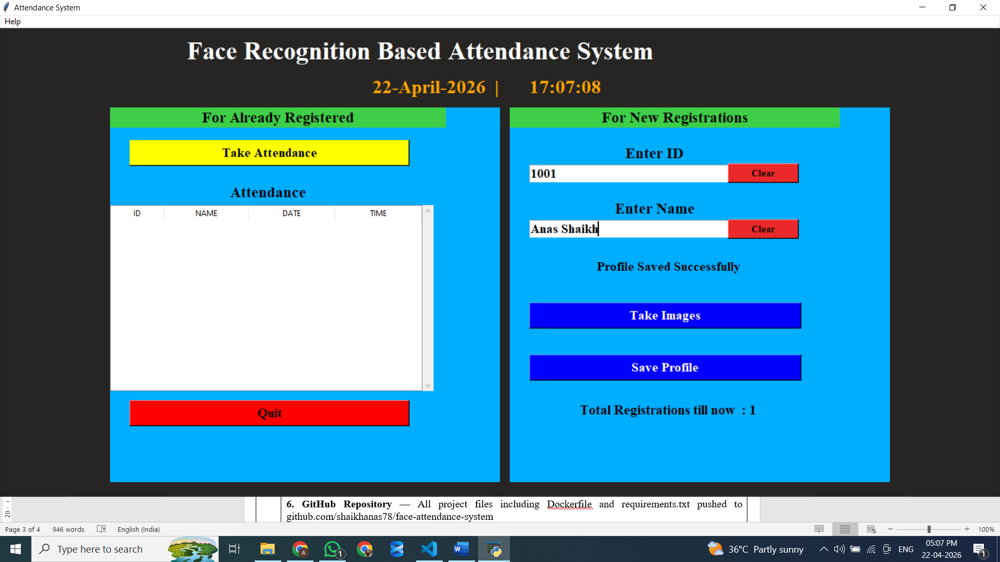 Attendance System
Help
Face Recognition Based Attendance System
22-April-2026 | 17:07:08
For Already Registered
Take Attendance
Attendance
ID NAME DATE TIME
Quit
For New Registrations
Enter ID
1001 Clear
Enter Name
Anas Shaikh Clear
Profile Saved Successfully
Take Images
Save Profile
Total Registrations till now : 1
20
6. GitHub Repository — All project files including Dockerfile and requirements.txt pushed to
github.com/shaikhanas78/face-attendance-system
Page 3 of 4 946 words English (India) 100%
Type here to search
A
1
W
36°C Partly sunny
ENG
05:07 PM
22-04-2026
1